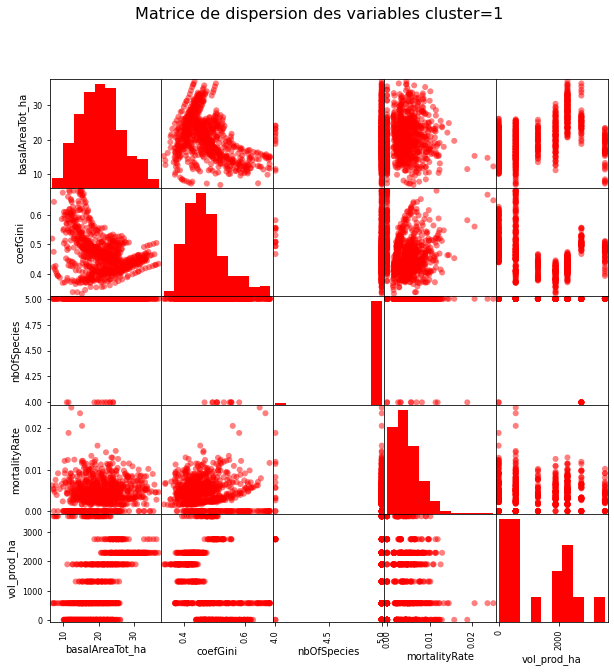 Matrice de dispersion des variables cluster=1
basalAreaTot_ha
30
20
10
coefGini
0.6
0.5
0.4
nbOfSpecies
5.00
4.75
4.50
4.25
4.00
mortalityRate
0.02
0.01
0.00
vol_prod_ha
3000
2000
1000
0
10
20
30
0.4
0.6
4.0
4.5
5.0
0.00
0.01
0.02
0
2000
basalAreaTot_ha
coefGini
nbOfSpecies
mortalityRate
vol_prod_ha